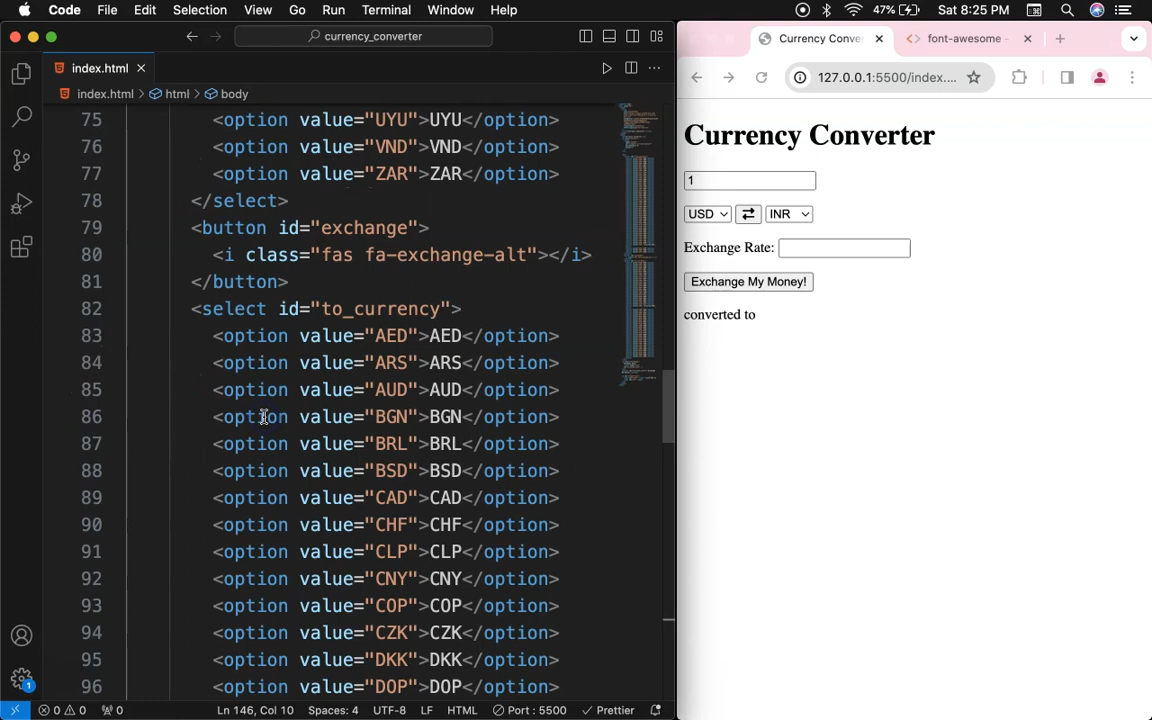 Code File Edit Selection View Go Run Terminal Window Help 47% Sat 8:25 PM
currency_converter
index.html
index.html > html > body
75 <option value="UYU">UYU</option>
76 <option value="VND">VND</option>
77 <option value="ZAR">ZAR</option>
78 </select>
79 <button id="exchange">
80 <i class="fas fa-exchange-alt"></i>
81 </button>
82 <select id="to_currency">
83 <option value="AED">AED</option>
84 <option value="ARS">ARS</option>
85 <option value="AUD">AUD</option>
86 <option value="BGN">BGN</option>
87 <option value="BRL">BRL</option>
88 <option value="BSD">BSD</option>
89 <option value="CAD">CAD</option>
90 <option value="CHF">CHF</option>
91 <option value="CLP">CLP</option>
92 <option value="CNY">CNY</option>
93 <option value="COP">COP</option>
94 <option value="CZK">CZK</option>
95 <option value="DKK">DKK</option>
96 <option value="DOP">DOP</option>
1
0 0 0 Ln 146, Col 10 Spaces: 4 UTF-8 LF HTML Port : 5500 Prettier
Currency Conve font-awesome -
127.0.0.1:5500/index....
Currency Converter
1
USD INR
Exchange Rate:
Exchange My Money!
converted to